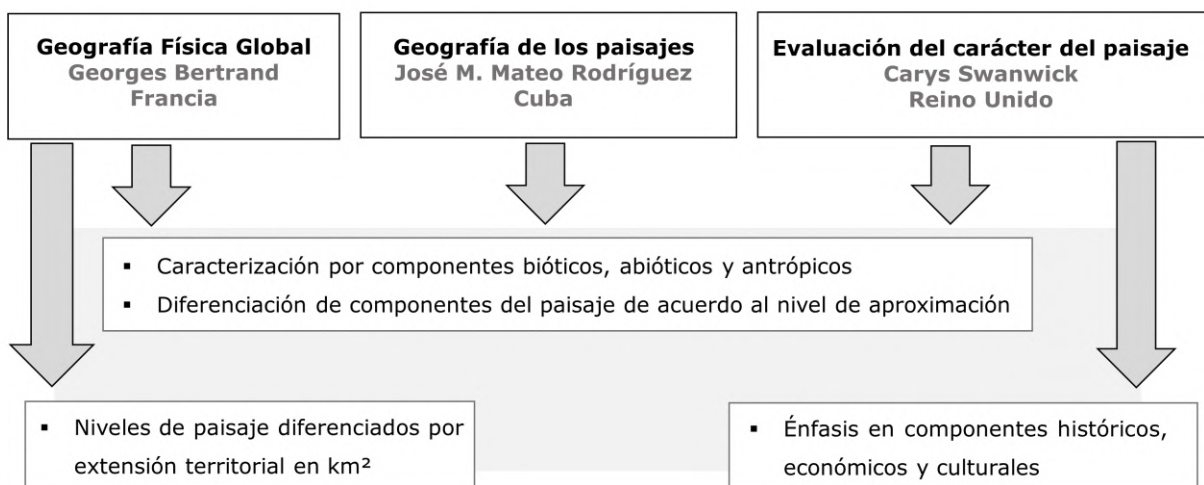 Geografía Física Global
Georges Bertrand
Francia
Geografía de los paisajes
José M. Mateo Rodríguez
Cuba
Evaluación del carácter del paisaje
Carys Swanwick
Reino Unido
▪ Caracterización por componentes bióticos, abióticos y antrópicos
▪ Diferenciación de componentes del paisaje de acuerdo al nivel de aproximación
▪ Niveles de paisaje diferenciados por
extensión territorial en km²
▪ Énfasis en componentes históricos,
económicos y culturales